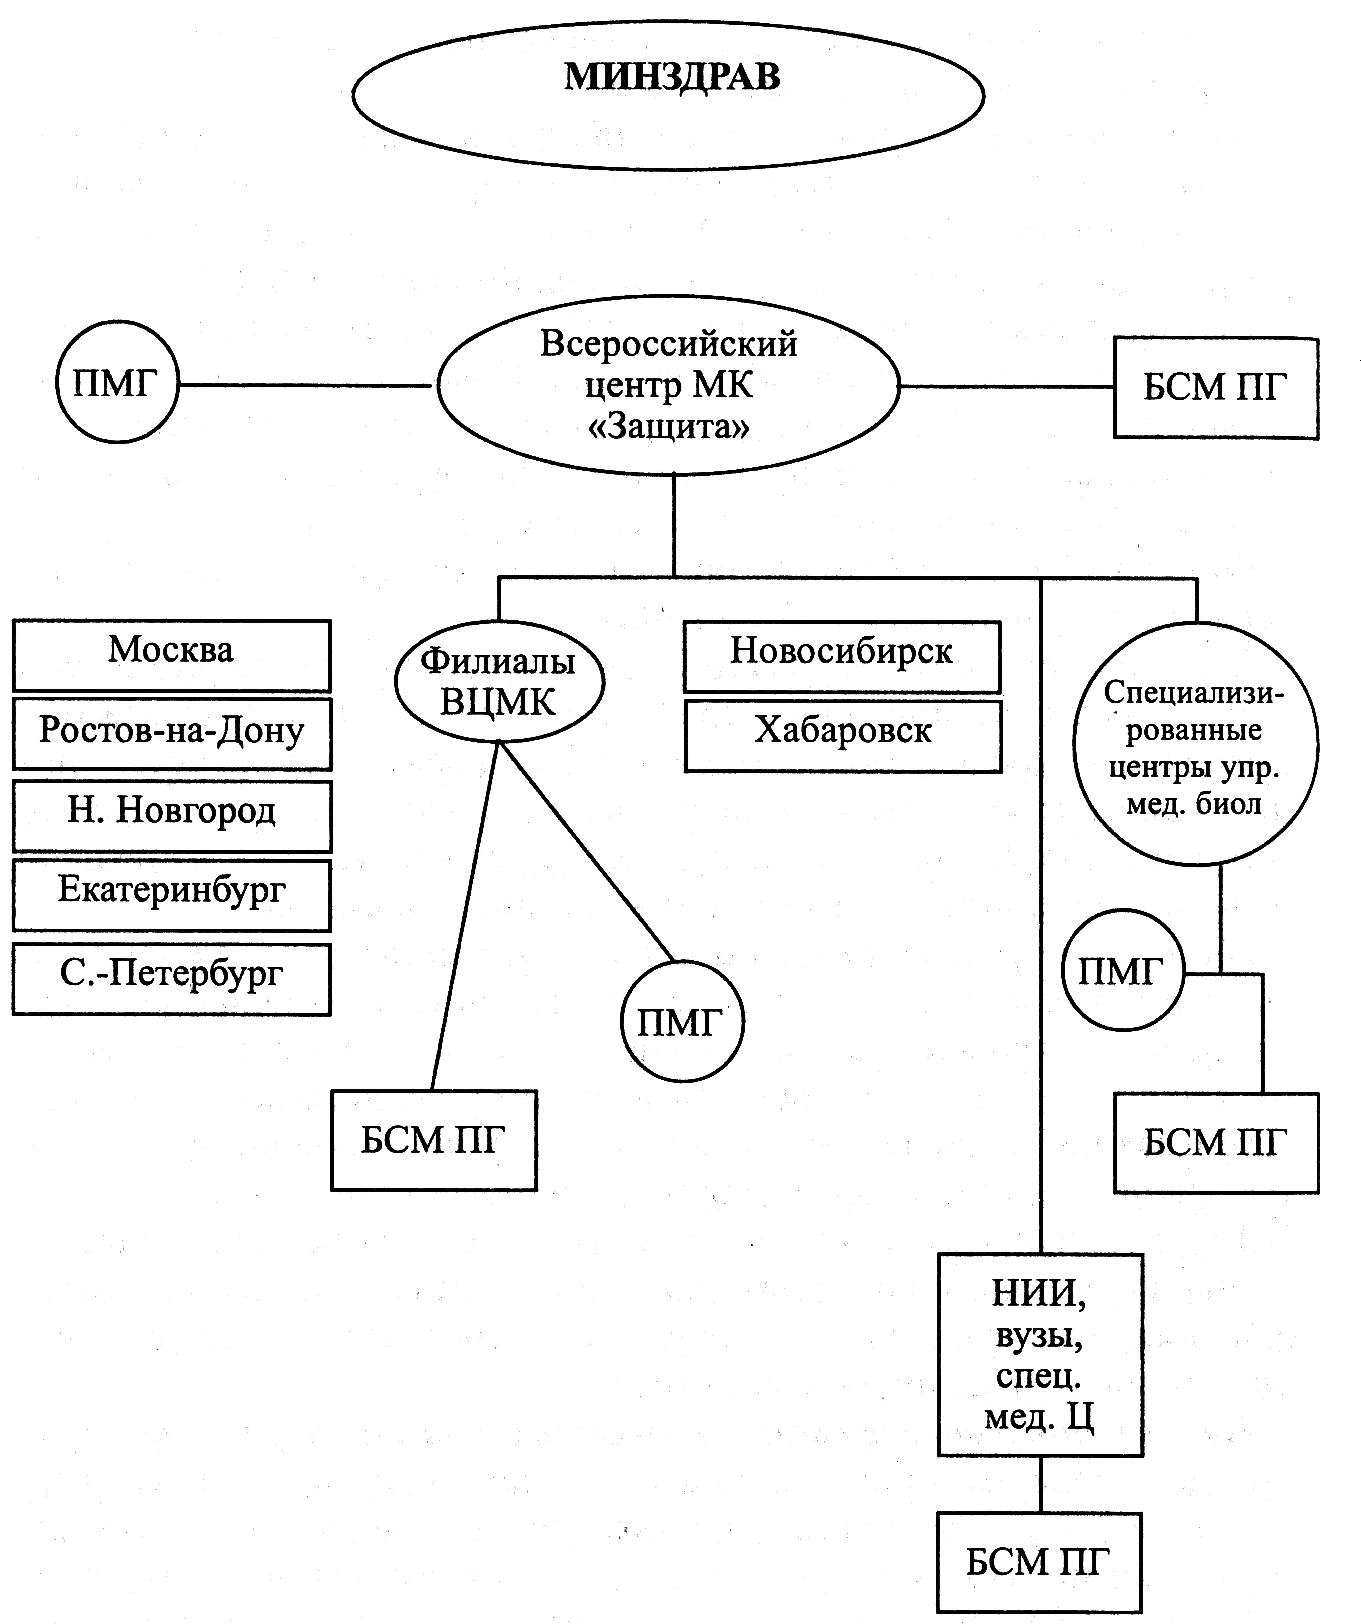 МИНЗДРАВ
ПМГ
Всероссийский
центр МК
«Защита»
БСМ ПГ
Москва
Ростов-на-Дону
Н. Новгород
Екатеринбург
С.-Петербург
Филиалы
ВЦМК
Новосибирск
Хабаровск
Специализи-
рованные
центры упр.
мед. биол
ПМГ
ПМГ
БСМ ПГ
БСМ ПГ
НИИ,
вузы,
спец.
мед. Ц
БСМ ПГ